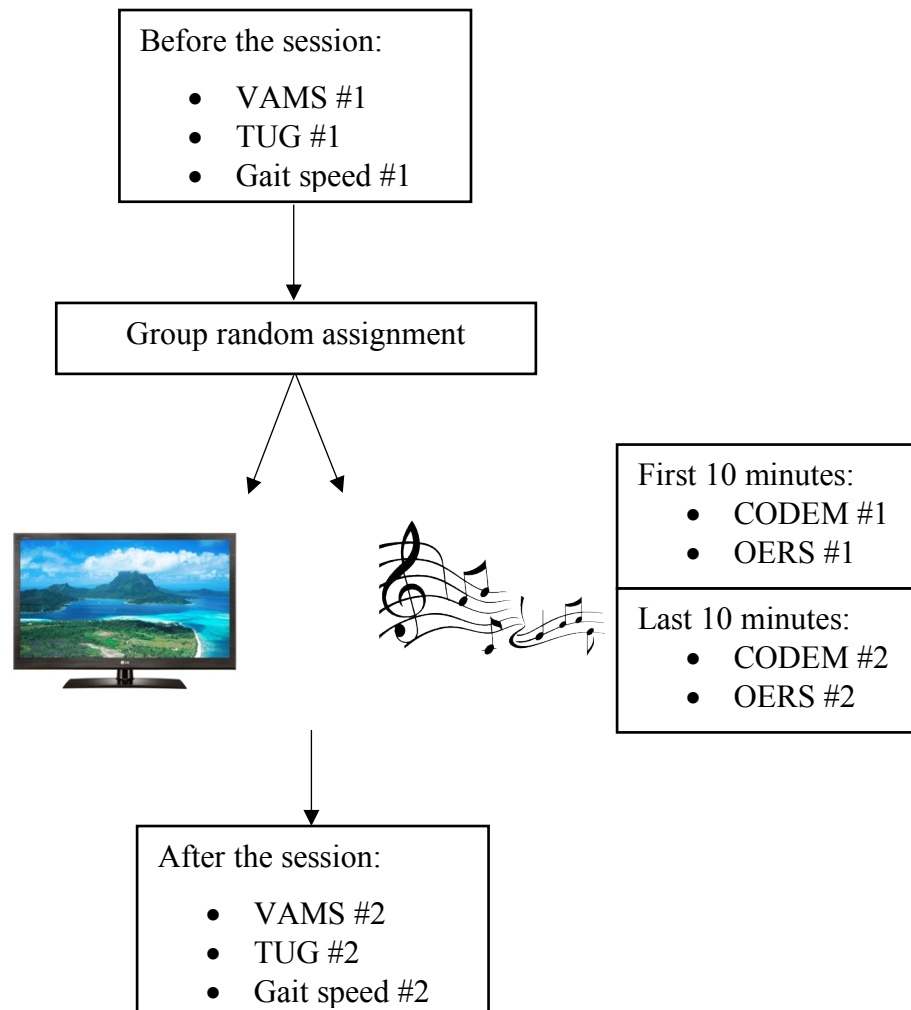 Before the session:
• VAMS #1
• TUG #1
• Gait speed #1
Group random assignment
First 10 minutes:
• CODEM #1
• OERS #1
Last 10 minutes:
• CODEM #2
• OERS #2
After the session:
• VAMS #2
• TUG #2
• Gait speed #2